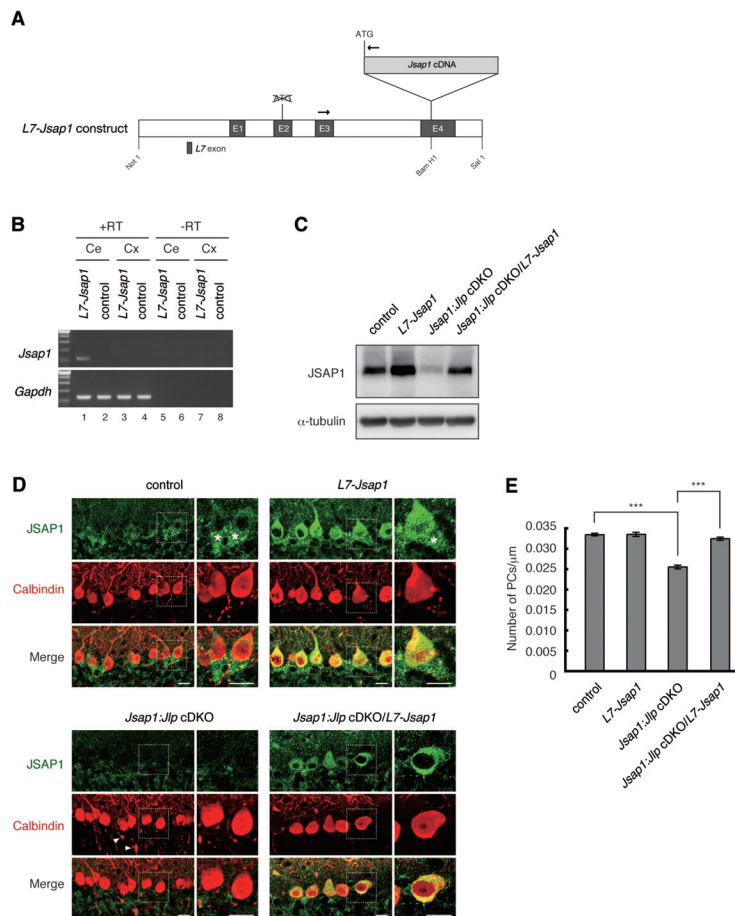 A
ATG
Jsap1 cDNA
ATG
L7-Jsap1 construct
E1
E2
E3
E4
L7 exon
Not 1
Bam H1
Sal 1
B
+RT
-RT
Ce
Cx
Ce
Cx
L7-Jsap1
control
L7-Jsap1
control
L7-Jsap1
control
L7-Jsap1
control
Jsap1
Gapdh
1 2 3 4 5 6 7 8
C
control
L7-Jsap1
Jsap1:Jlp cDKO
Jsap1:Jlp cDKO/L7-Jsap1
JSAP1
α-tubulin
D
control
L7-Jsap1
JSAP1
* *
*
Calbindin
Merge
Jsap1:Jlp cDKO
Jsap1:Jlp cDKO/L7-Jsap1
JSAP1
Calbindin
Merge
E
***
***
Number of PCs/μm
0.035
0.030
0.025
0.020
0.015
0.010
0.005
0
control
L7-Jsap1
Jsap1:Jlp cDKO
Jsap1:Jlp cDKO/L7-Jsap1